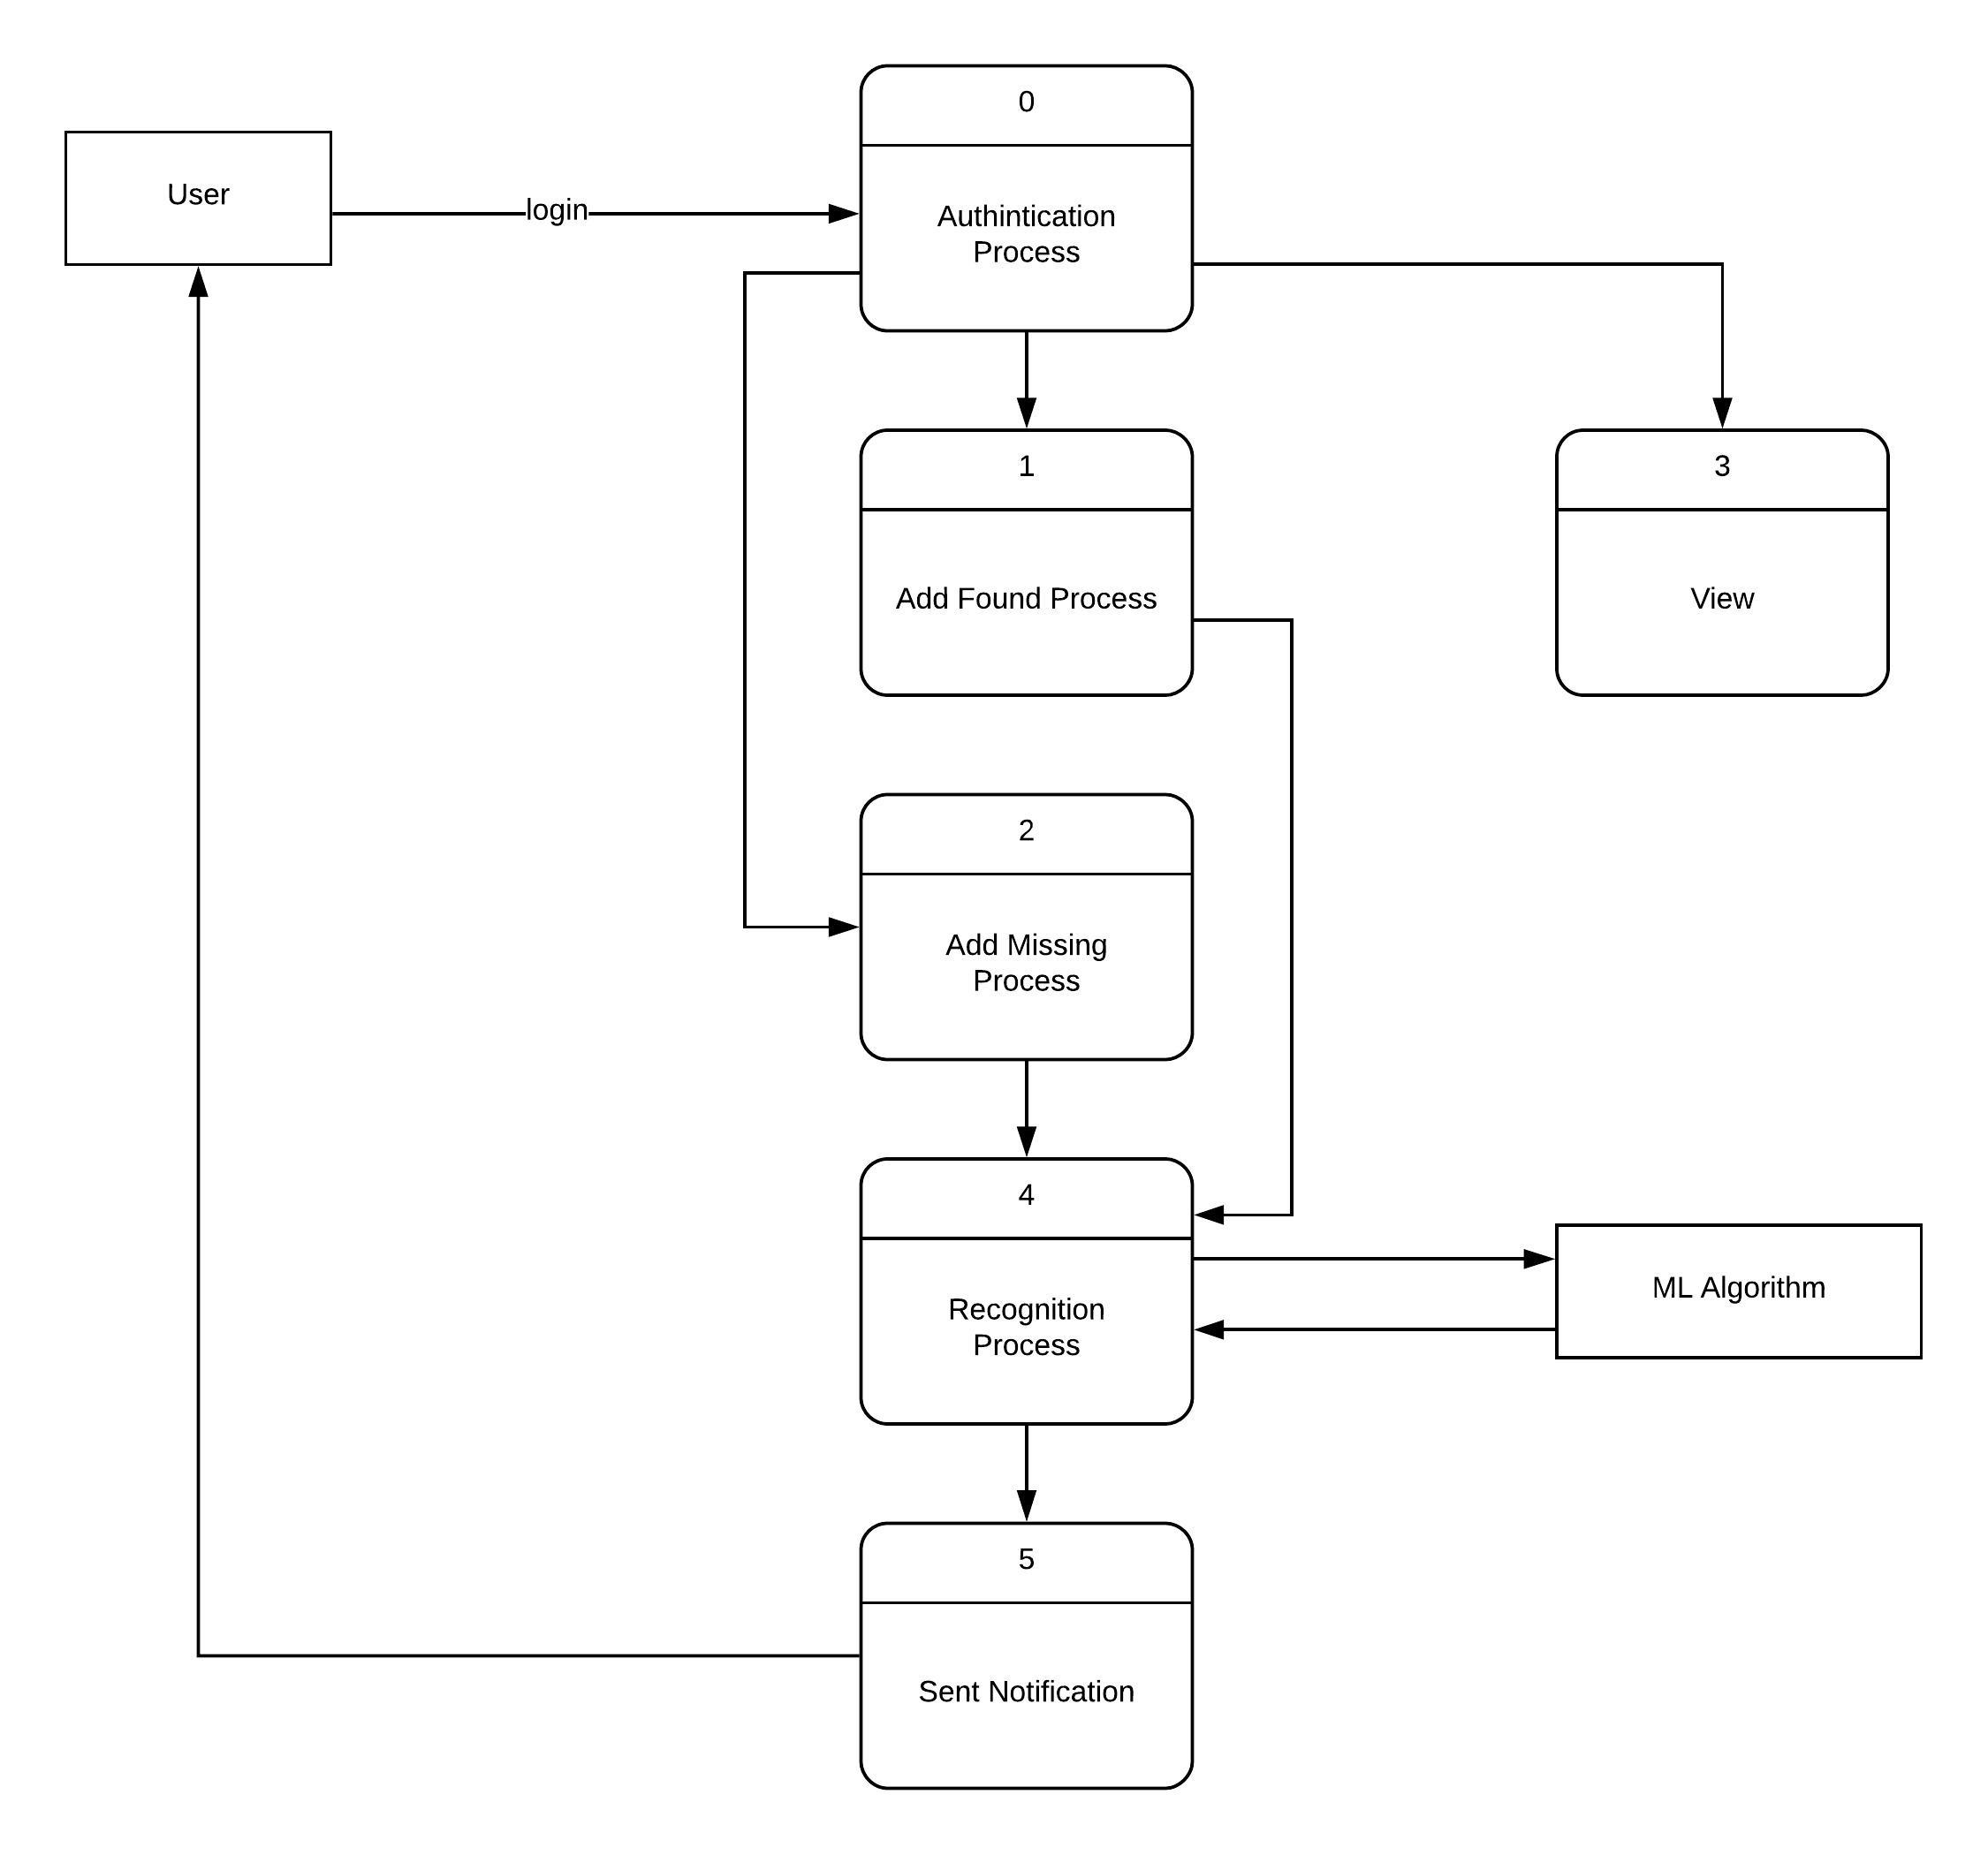 0
User
login
Authintication
Process
1
3
Add Found Process
View
2
Add Missing
Process
4
ML Algorithm
Recognition
Process
5
Sent Notification